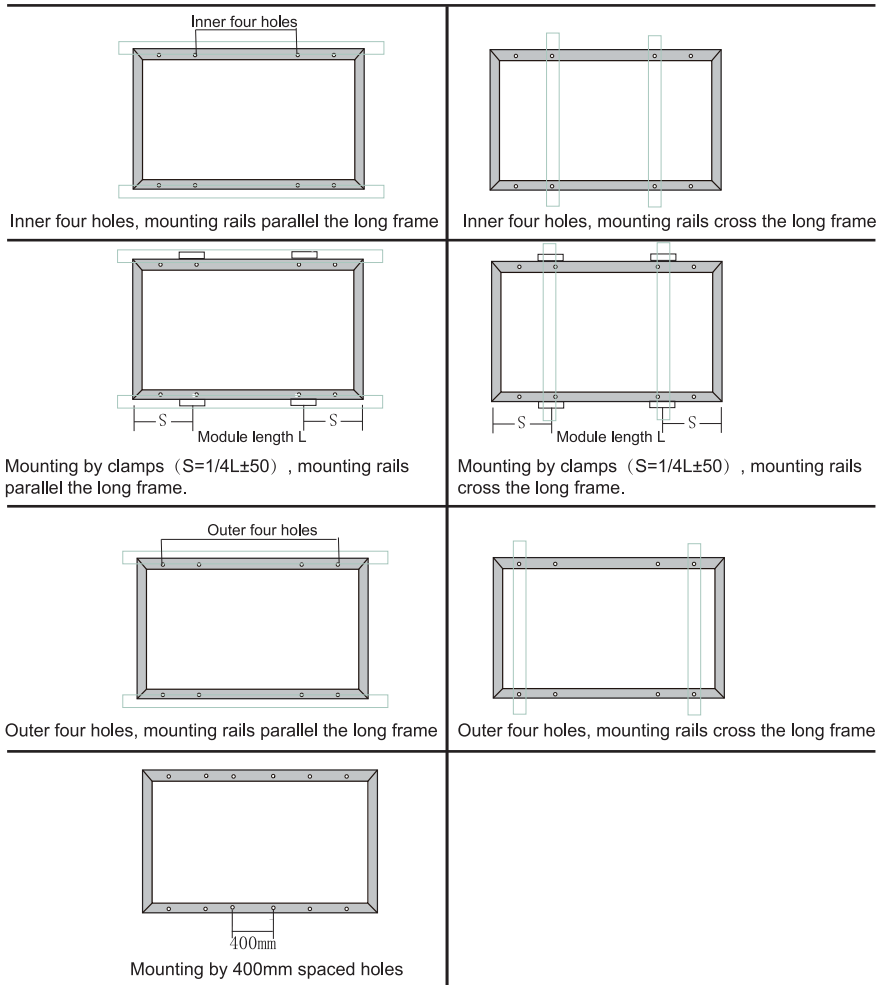 Inner four holes
Inner four holes, mounting rails parallel the long frame
Inner four holes, mounting rails cross the long frame
S
S
Module length L
Mounting by clamps（S=1/4L±50）, mounting rails
parallel the long frame.
S
S
Module length L
Mounting by clamps（S=1/4L±50）, mounting rails
cross the long frame.
Outer four holes
Outer four holes, mounting rails parallel the long frame
Outer four holes, mounting rails cross the long frame
400mm
Mounting by 400mm spaced holes